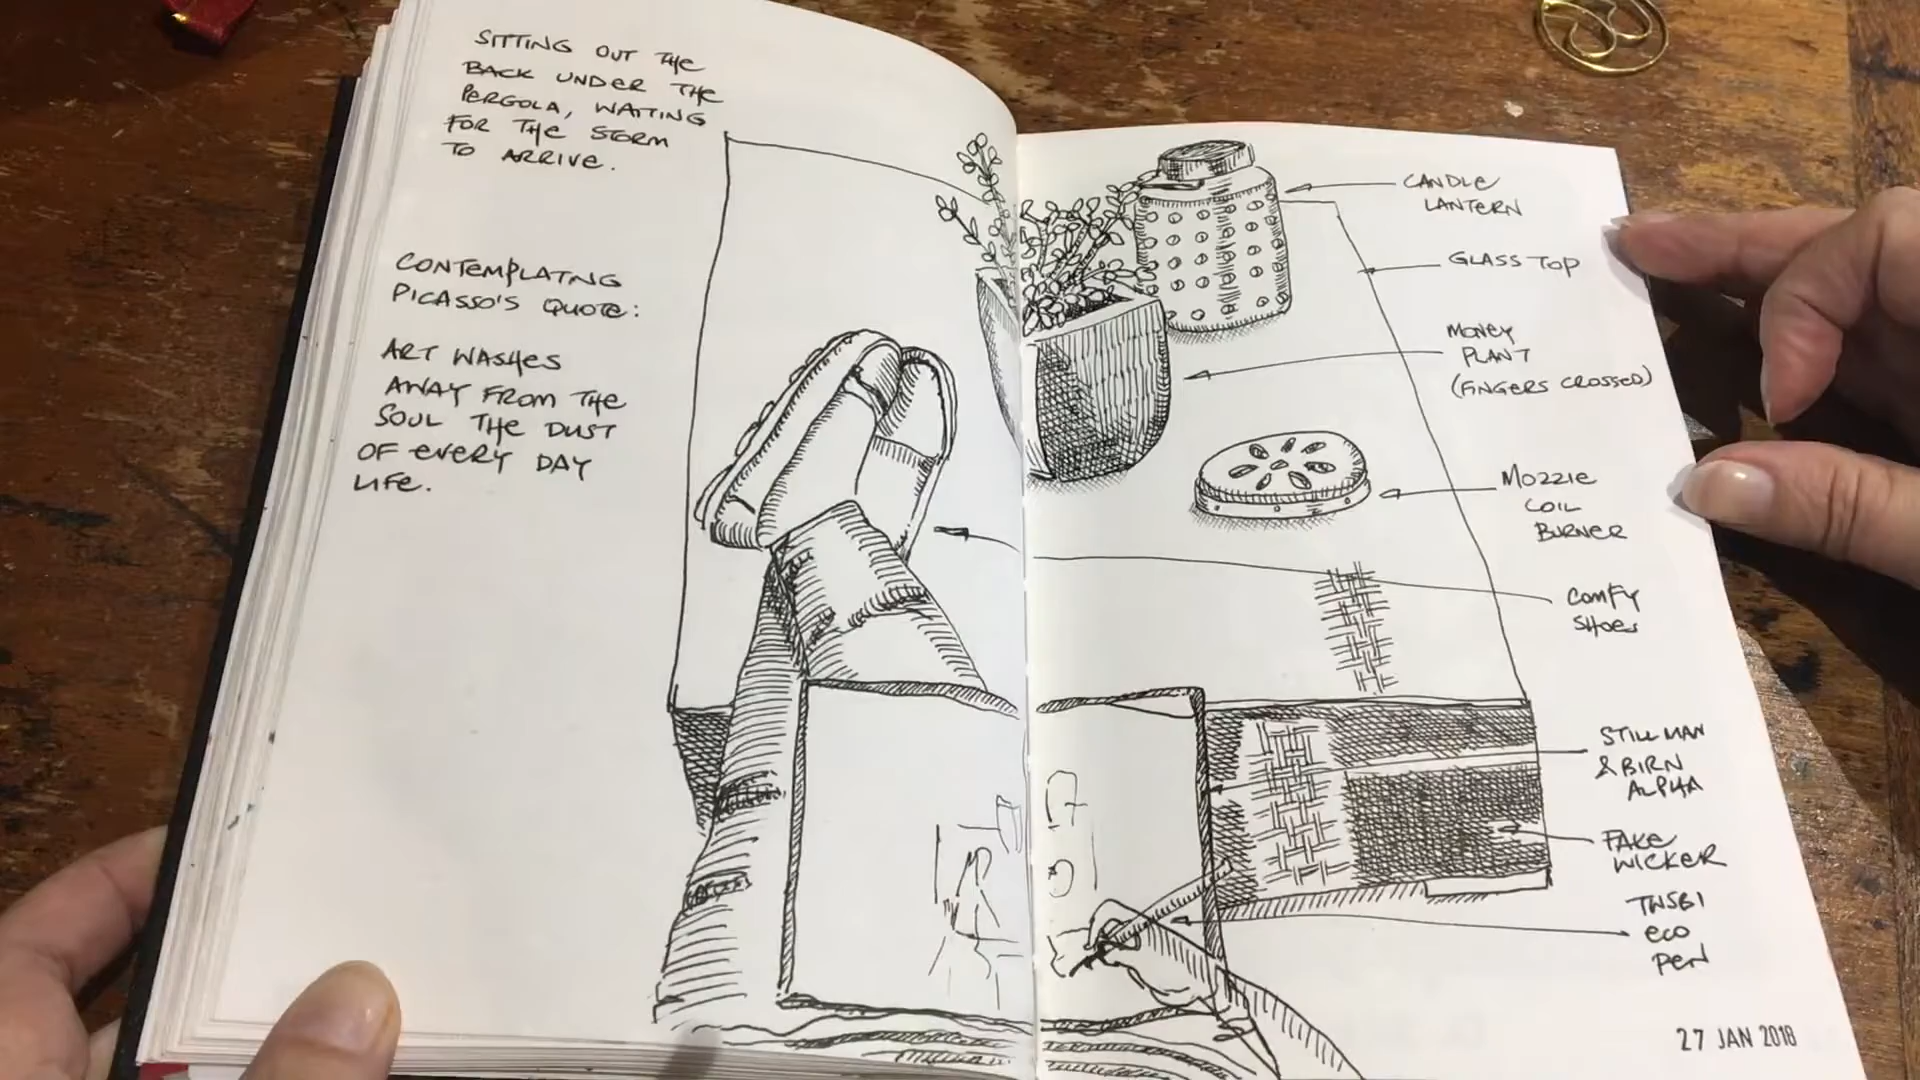 SITTING OUT THE
BACK UNDER THE
PERGOLA, WAITING
FOR THE STORM
TO ARRIVE.
CONTEMPLATING
PICASSO'S QUOTE:
ART WASHES
AWAY FROM THE
SOUL THE DUST
OF EVERY DAY
LIFE.
CANDLE
LANTERN
GLASS TOP
MONEY
PLANT
(FINGERS CROSSED)
MOZZIE
COIL
BURNER
COMFY
SHOES
STILLMAN
& BIRN
ALPHA
FAKE
WICKER
TWSBI
ECO
PEN
27 JAN 2018